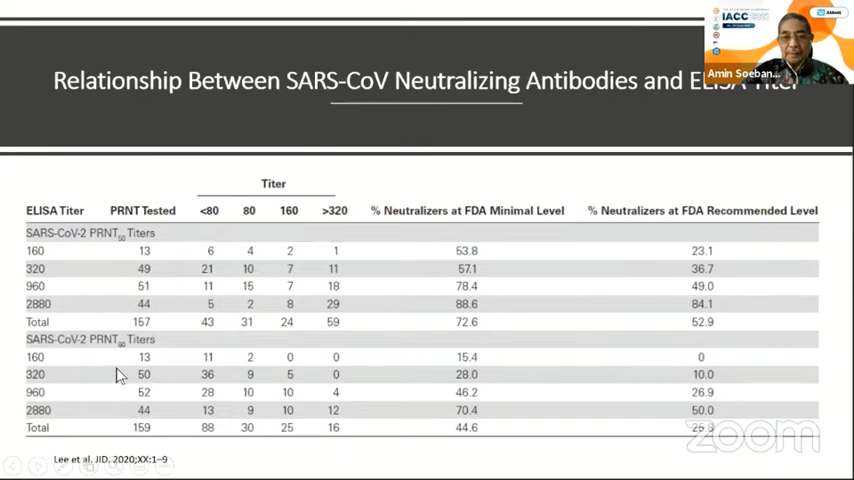 IACC 2021
Abbott
Amin Soeban...
Relationship Between SARS-CoV Neutralizing Antibodies and ELISA Titer
Titer
ELISA Titer PRNT Tested <80 80 160 >320 % Neutralizers at FDA Minimal Level % Neutralizers at FDA Recommended Level
SARS-CoV-2 PRNT50 Titers
160 13 6 4 2 1 53.8 23.1
320 49 21 10 7 11 57.1 36.7
960 51 11 15 7 18 78.4 49.0
2880 44 5 2 8 29 88.6 84.1
Total 157 43 31 24 59 72.6 52.9
SARS-CoV-2 PRNT90 Titers
160 13 11 2 0 0 15.4 0
320 50 36 9 5 0 28.0 10.0
960 52 28 10 10 4 46.2 26.9
2880 44 13 9 10 12 70.4 50.0
Total 159 88 30 25 16 44.6 25.8
zoom
Lee et al. JID. 2020;XX:1–9